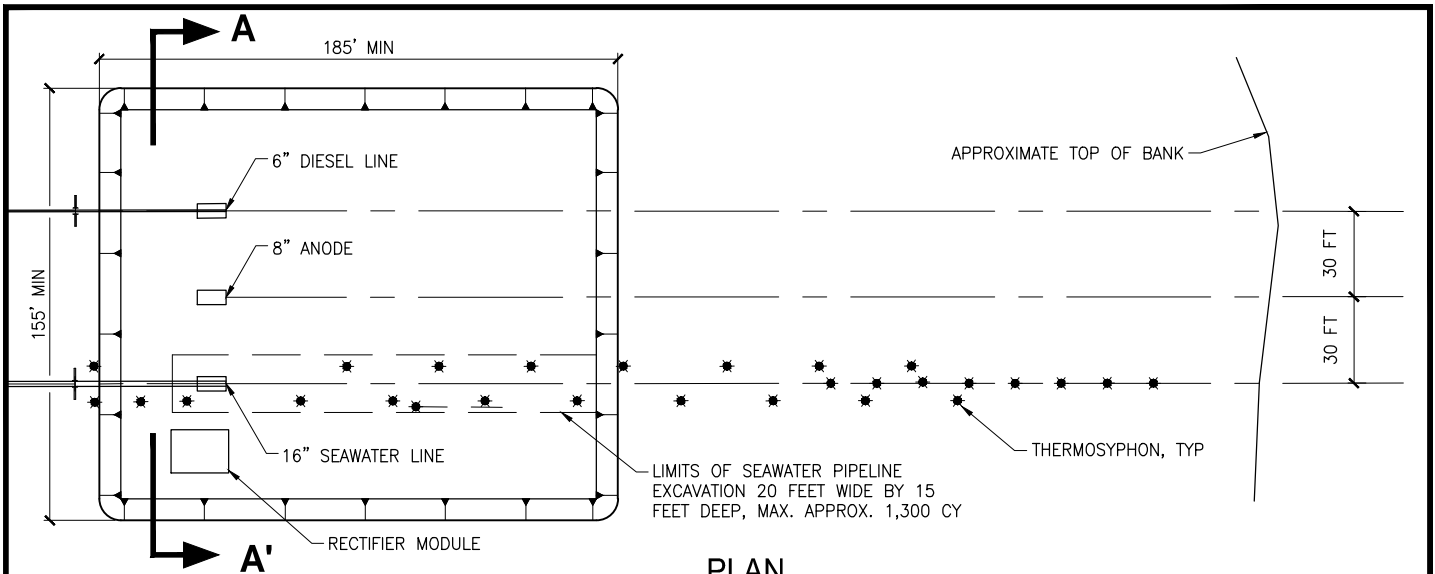 A
185' MIN
6" DIESEL LINE
APPROXIMATE TOP OF BANK
8" ANODE
30 FT
155' MIN
30 FT
16" SEAWATER LINE
THERMOSYPHON, TYP
LIMITS OF SEAWATER PIPELINE
EXCAVATION 20 FEET WIDE BY 15
FEET DEEP, MAX. APPROX. 1,300 CY
RECTIFIER MODULE
A'
PLAN